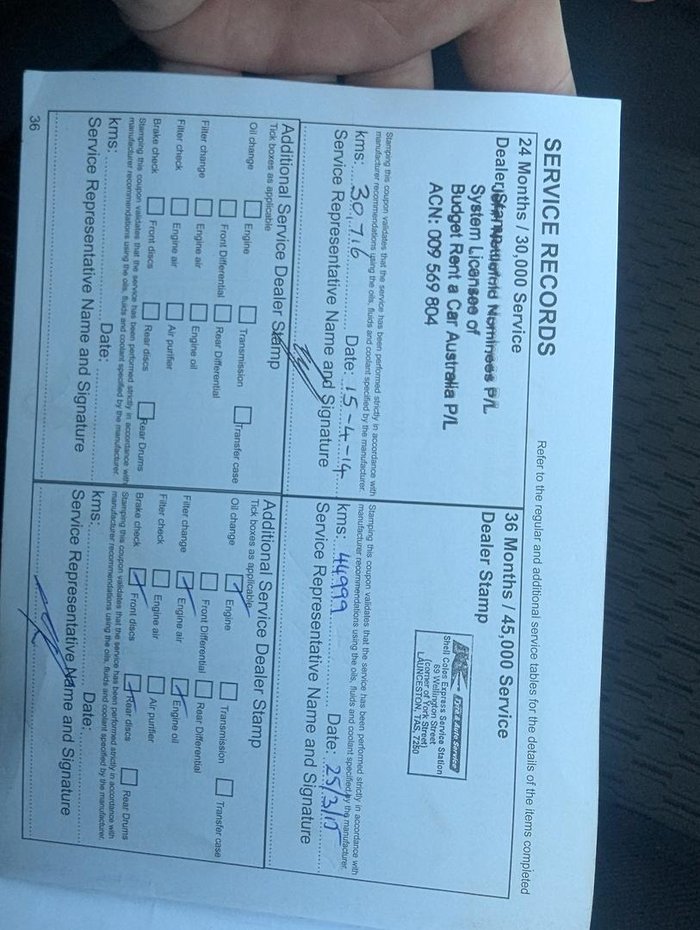 SERVICE RECORDS
Refer to the regular and additional service tables for the details of the items completed
24 Months / 30,000 Service
Dealer Stamp
Nominees P/L
System Licensee of
Budget Rent a Car Australia P/L
ACN: 009 569 804
Stamping this coupon validates that the service has been performed strictly in accordance with
manufacturer recommendations using the oils, fluids and coolant specified by the manufacturer.
kms: 30,716 Date: 15-4-14
Service Representative Name and Signature
36 Months / 45,000 Service
Dealer Stamp
Auto Service
Shell Coles Express Service Station
69 Wellington Street
(corner of York Street)
LAUNCESTON, TAS, 7250
Stamping this coupon validates that the service has been performed strictly in accordance with
manufacturer recommendations using the oils, fluids and coolant specified by the manufacturer.
kms: 44999 Date: 25/3/15
Service Representative Name and Signature
Additional Service Dealer Stamp
Tick boxes as applicable
Oil change Engine Transmission Transfer case
Front Differential Rear Differential
Filter change Engine air Engine oil
Filter check Engine air Air purifier
Brake check Front discs Rear discs Rear Drums
Stamping this coupon validates that the service has been performed strictly in accordance with
manufacturer recommendations using the oils, fluids and coolant specified by the manufacturer.
kms: Date:
Service Representative Name and Signature
Additional Service Dealer Stamp
Tick boxes as applicable
Oil change Engine Transmission Transfer case
Front Differential Rear Differential
Filter change Engine air Engine oil
Filter check Engine air Air purifier
Brake check Front discs Rear discs Rear Drums
Stamping this coupon validates that the service has been performed strictly in accordance with
manufacturer recommendations using the oils, fluids and coolant specified by the manufacturer.
kms: Date:
Service Representative Name and Signature
36